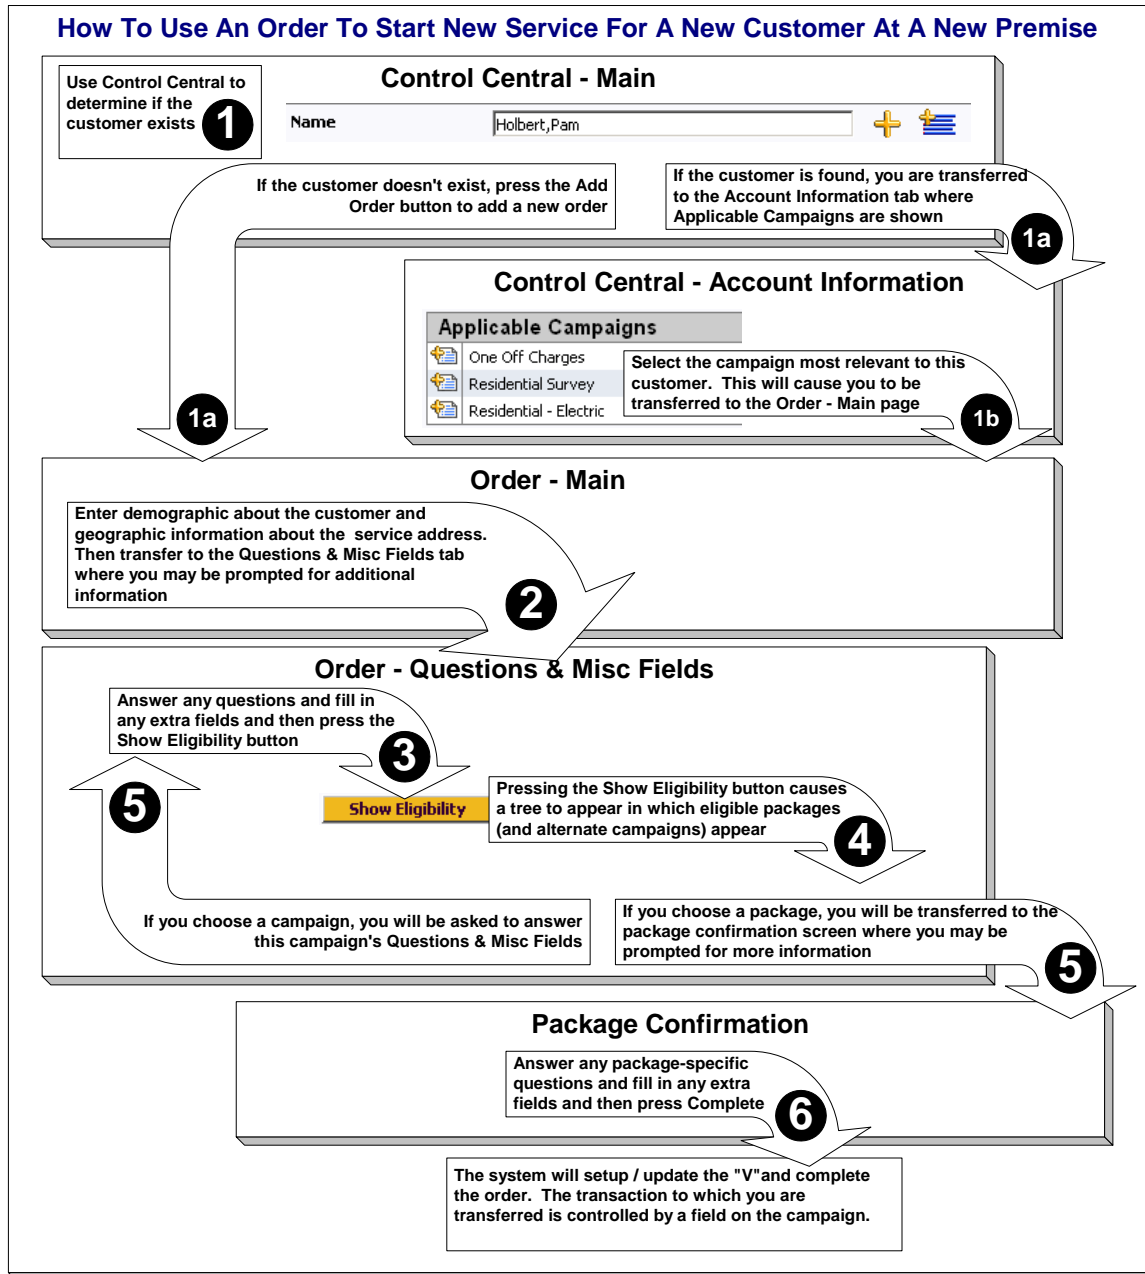 How To Use An Order To Start New Service For A New Customer At A New Premise
Use Control Central to
determine if the
customer exists
1
Control Central - Main
Name
Holbert,Pam
If the customer doesn't exist, press the Add
Order button to add a new order
If the customer is found, you are transferred
to the Account Information tab where
Applicable Campaigns are shown
1a
Control Central - Account Information
Applicable Campaigns
One Off Charges
Residential Survey
Residential - Electric
Select the campaign most relevant to this
customer. This will cause you to be
transferred to the Order - Main page
1b
1a
Order - Main
Enter demographic about the customer and
geographic information about the service address.
Then transfer to the Questions & Misc Fields tab
where you may be prompted for additional
information
2
Order - Questions & Misc Fields
Answer any questions and fill in
any extra fields and then press the
Show Eligibility button
3
5
Show Eligibility
Pressing the Show Eligibility button causes
a tree to appear in which eligible packages
(and alternate campaigns) appear
4
If you choose a campaign, you will be asked to answer
this campaign's Questions & Misc Fields
If you choose a package, you will be transferred to the
package confirmation screen where you may be
prompted for more information
5
Package Confirmation
Answer any package-specific
questions and fill in any extra
fields and then press Complete
6
The system will setup / update the "V"and complete
the order. The transaction to which you are
transferred is controlled by a field on the campaign.